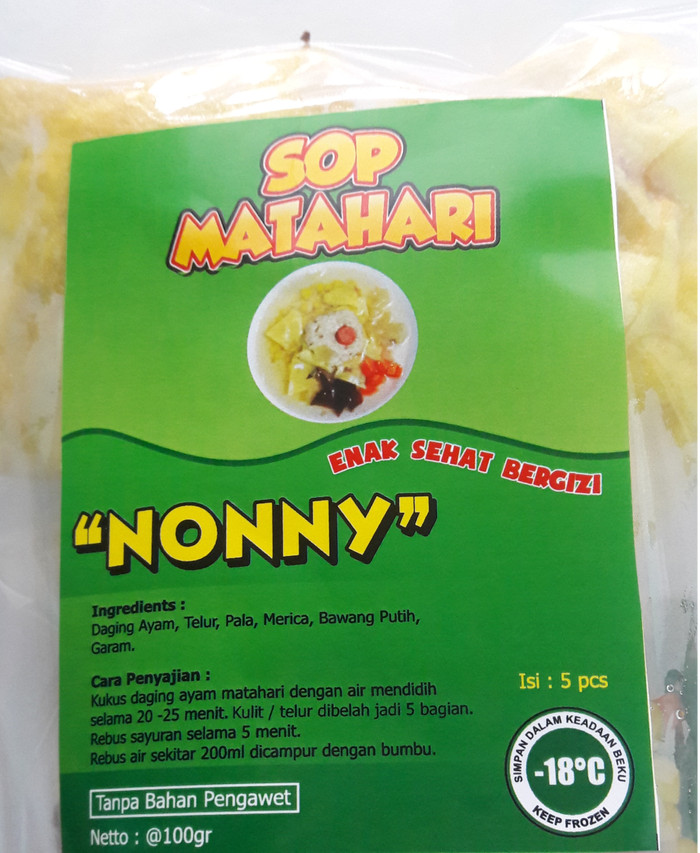 SOP
MATAHARI
ENAK SEHAT BERGIZI
"NONNY"
Ingredients :
Daging Ayam, Telur, Pala, Merica, Bawang Putih,
Garam.
Cara Penyajian :
Kukus daging ayam matahari dengan air mendidih
selama 20 -25 menit. Kulit / telur dibelah jadi 5 bagian.
Rebus sayuran selama 5 menit.
Rebus air sekitar 200ml dicampur dengan bumbu.
Isi : 5 pcs
SIMPAN DALAM KEADAAN BEKU
-18°C
KEEP FROZEN
Tanpa Bahan Pengawet
Netto : @100gr